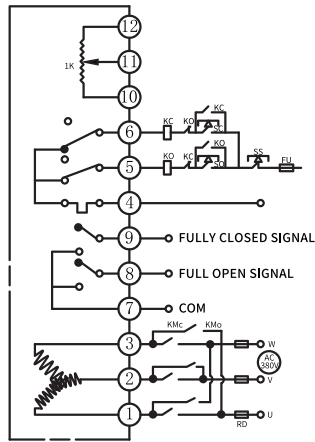 12
1K
11
10
KC
6
KC
KO
SC
KO
5
KO
KC
SO
SS
FU
4
9
FULLY CLOSED SIGNAL
8
FULL OPEN SIGNAL
7
COM
KMc
KMo
3
W
AC
380V
2
V
1
U
RD